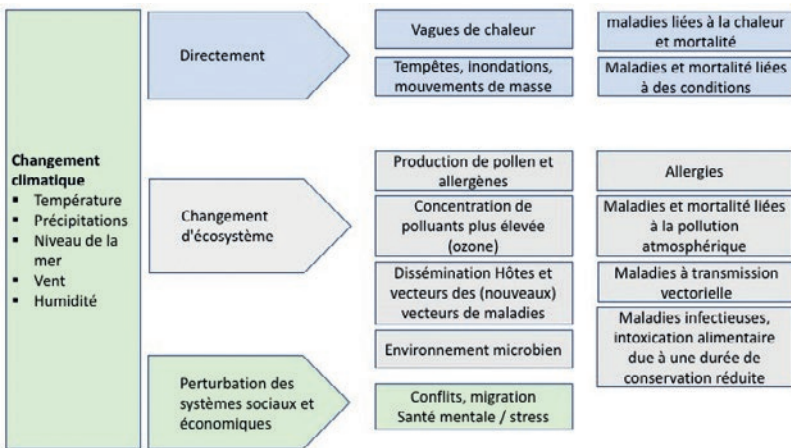 Changement
climatique
▪ Température
▪ Précipitations
▪ Niveau de la
mer
▪ Vent
▪ Humidité
Directement
Vagues de chaleur
maladies liées à la chaleur
et mortalité
Tempêtes, inondations,
mouvements de masse
Maladies et mortalité liées
à des conditions
Changement
d'écosystème
Production de pollen et
allergènes
Allergies
Concentration de
polluants plus élevée
(ozone)
Maladies et mortalité liées
à la pollution
atmosphérique
Dissémination Hôtes et
vecteurs des (nouveaux)
vecteurs de maladies
Maladies à transmission
vectorielle
Environnement microbien
Maladies infectieuses,
intoxication alimentaire
due à une durée de
conservation réduite
Perturbation des
systèmes sociaux et
économiques
Conflits, migration
Santé mentale / stress